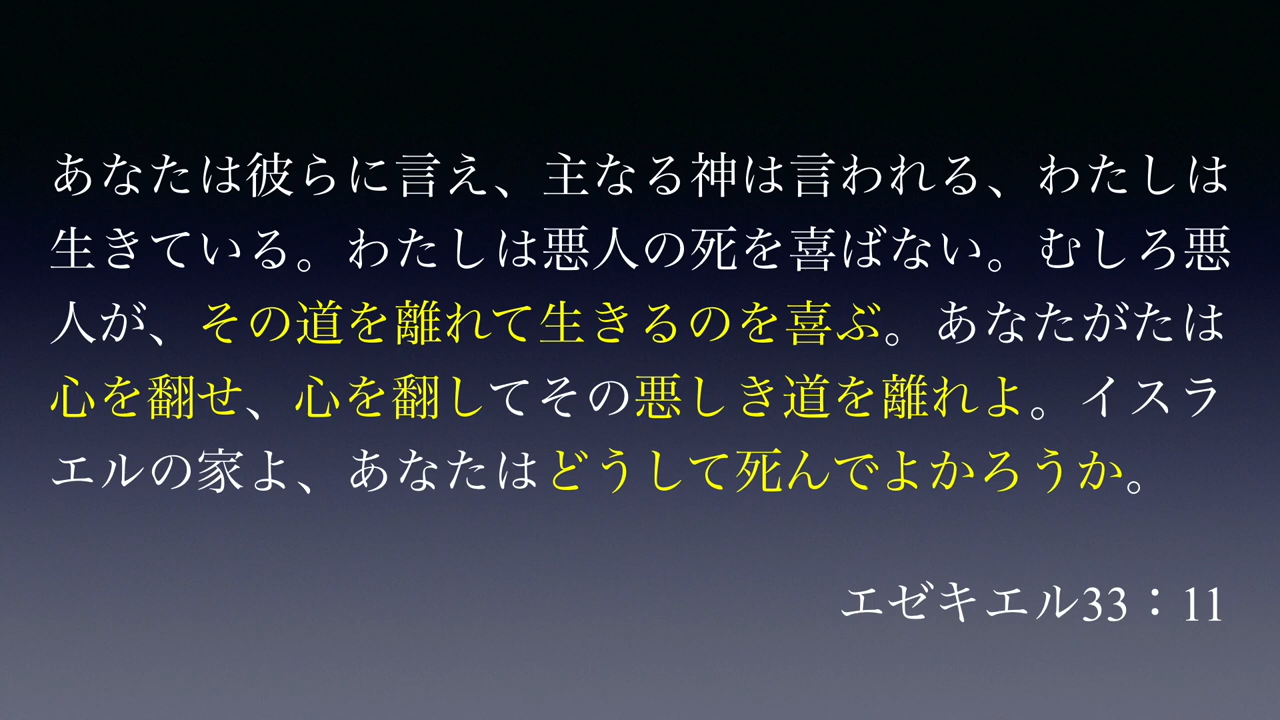 あなたは彼らに言え、主なる神は言われる、わたしは
生きている。わたしは悪人の死を喜ばない。むしろ悪
人が、その道を離れて生きるのを喜ぶ。あなたがたは
心を翻せ、心を翻してその悪しき道を離れよ。イスラ
エルの家よ、あなたはどうして死んでよかろうか。
エゼキエル33：11